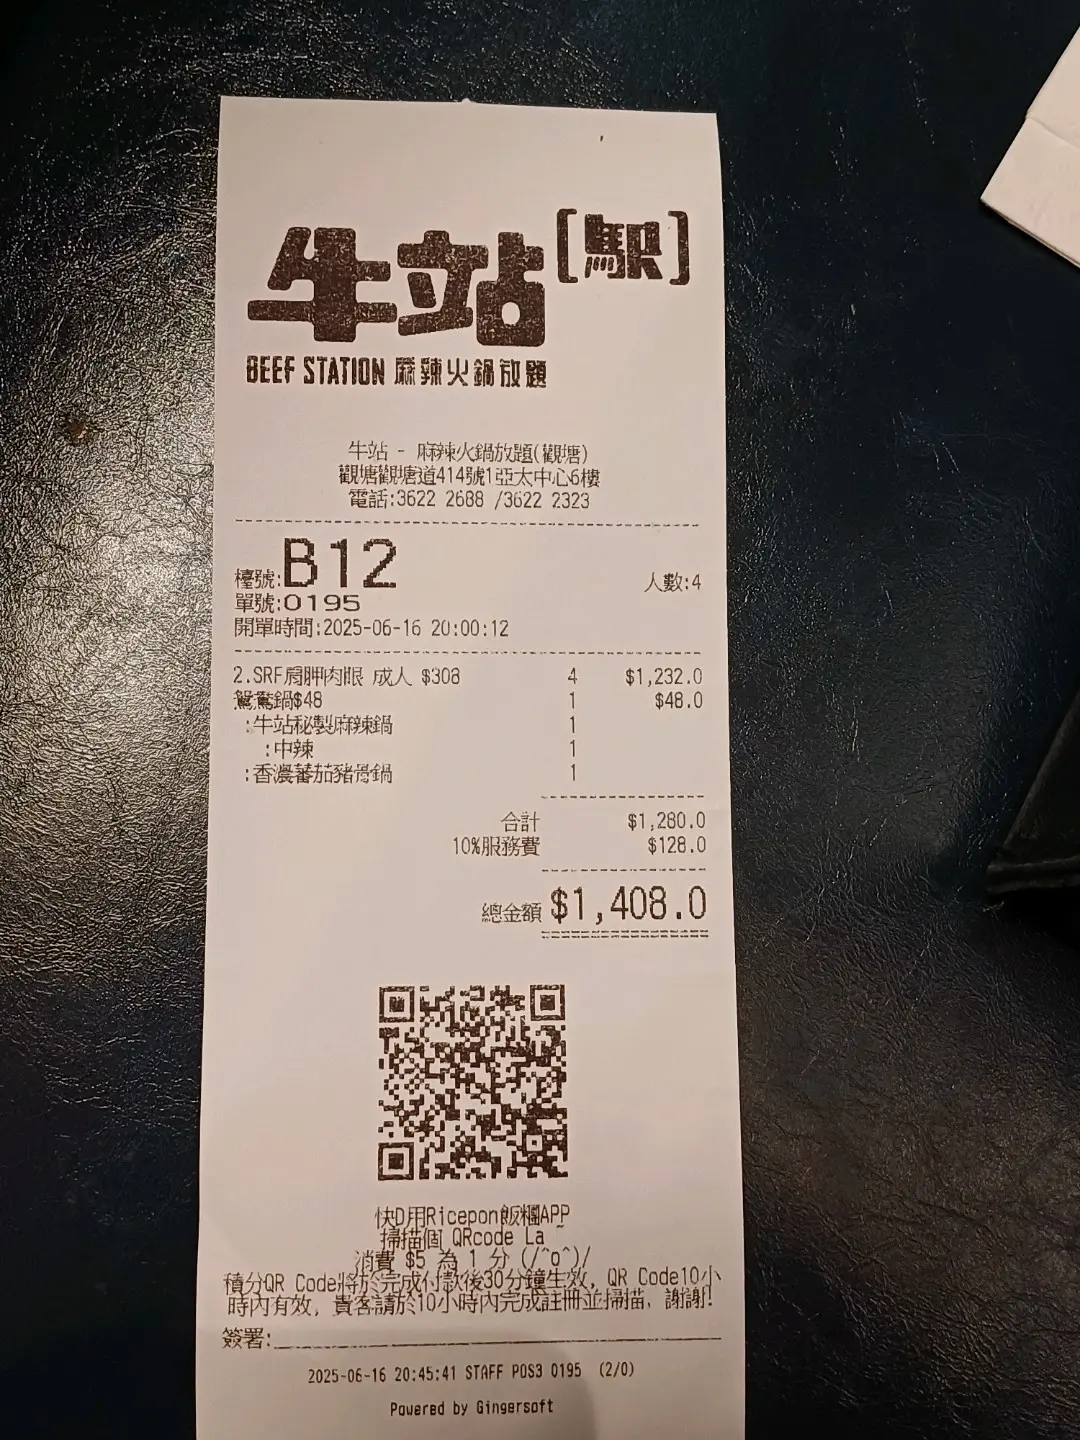 牛站[駅]
BEEF STATION 麻辣火鍋放題
牛站 - 麻辣火鍋放題(觀塘)
觀塘觀塘道414號1亞太中心6樓
電話:3622 2688 /3622 2323
檯號:B12 人數:4
單號:0195
開單時間:2025-06-16 20:00:12
2.SRF肩胛肉眼 成人 $308 4 $1,232.0
鴛鴦鍋$48 1 $48.0
:牛站秘製麻辣鍋 1
:中辣 1
:香濃蕃茄豬骨鍋 1
合計 $1,280.0
10%服務費 $128.0
總金額 $1,408.0
快D用Ricepon飯糰APP
掃描個 QRcode La ~
消費 $5 為 1 分 (/^o^)/
積分QR Code將於完成付款後30分鐘生效, QR Code10小
時內有效, 貴客請於10小時內完成註冊並掃描, 謝謝!
簽署:
2025-06-16 20:45:41 STAFF POS3 0195 (2/0)
Powered by Gingersoft